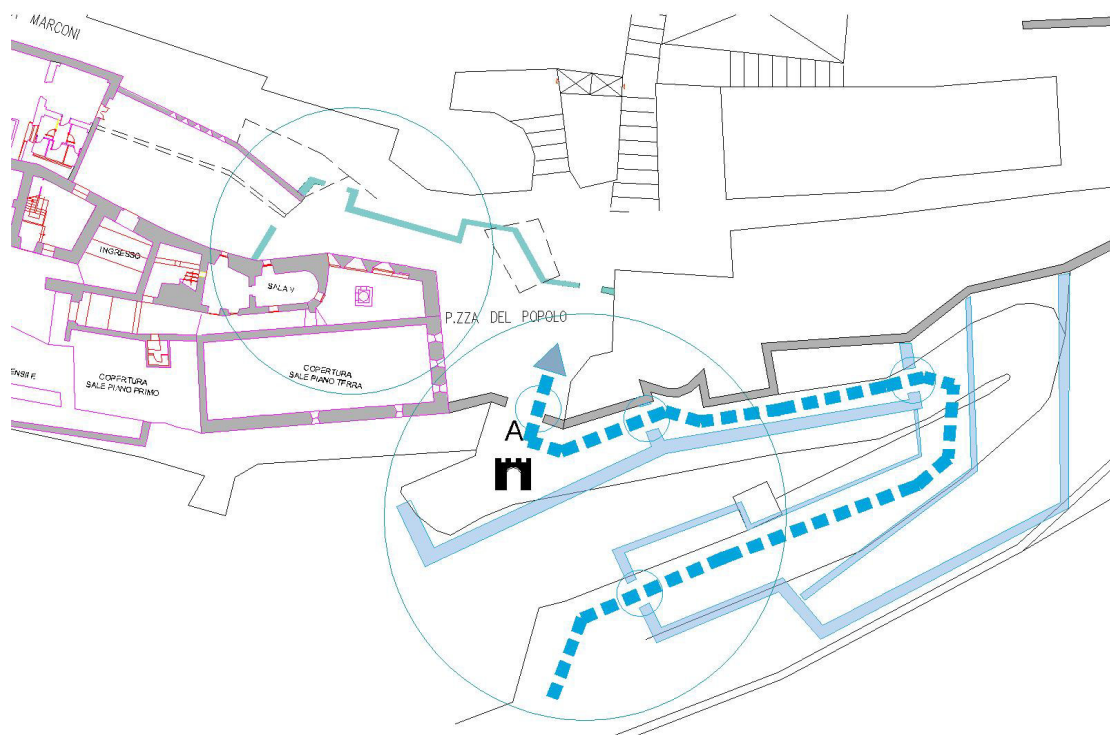 MARCONI
INGRESSO
SALA V
P.ZZA DEL POPOLO
COPERTURA
SALE PIANO TERRA
COPERTURA
SALE PIANO PRIMO
A